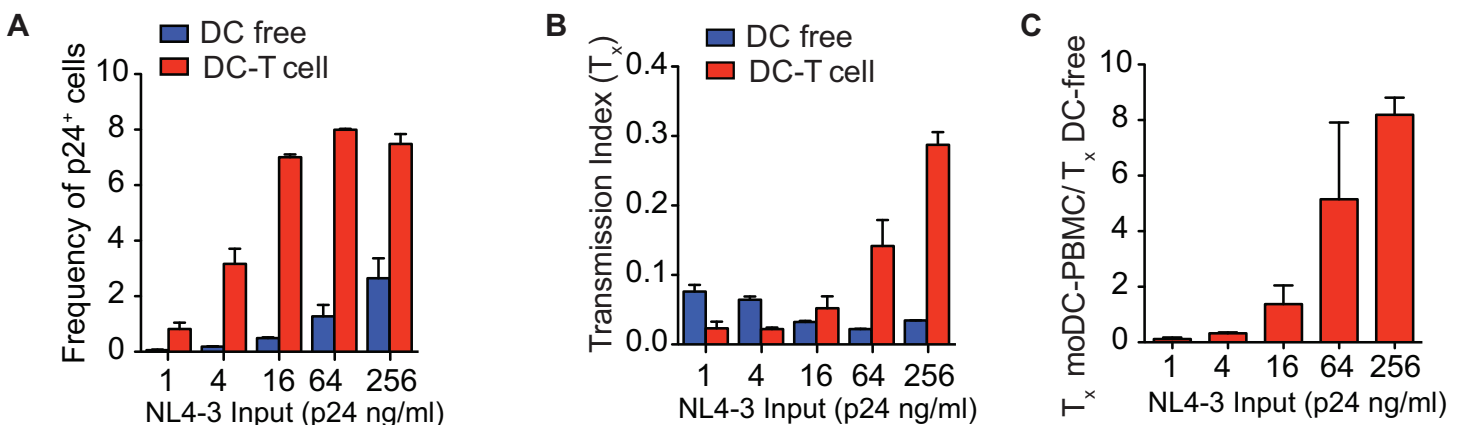 A
DC free
DC-T cell
Frequency of p24⁺ cells
10
8
6
4
2
0
1 4 16 64 256
NL4-3 Input (p24 ng/ml)
B
DC free
DC-T cell
Transmission Index (Tₓ)
0.4
0.3
0.2
0.1
0.0
1 4 16 64 256
NL4-3 Input (p24 ng/ml)
C
Tₓ moDC-PBMC/ Tₓ DC-free
10
8
6
4
2
0
1 4 16 64 256
NL4-3 Input (p24 ng/ml)